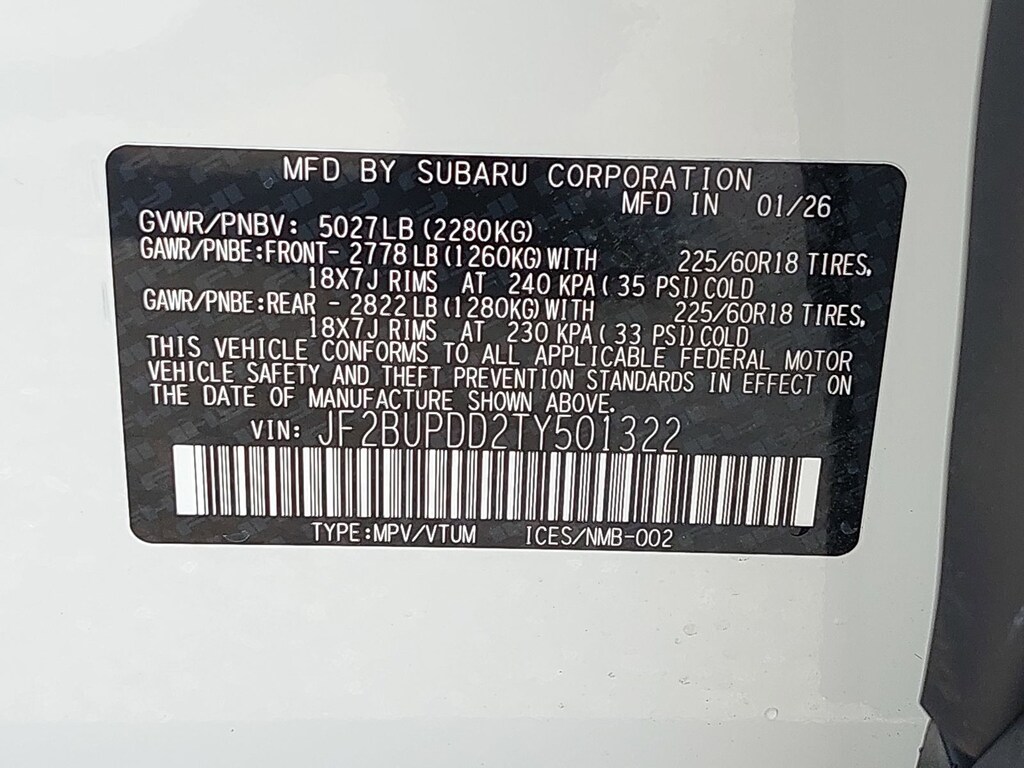 MFD BY SUBARU CORPORATION
MFD IN 01/26
GVWR/PNBV: 5027LB (2280KG)
GAWR/PNBE:FRONT- 2778 LB (1260KG) WITH 225/60R18 TIRES,
18X7J RIMS AT 240 KPA ( 35 PSI) COLD
GAWR/PNBE:REAR - 2822 LB (1280KG) WITH 225/60R18 TIRES,
18X7J RIMS AT 230 KPA ( 33 PSI) COLD
THIS VEHICLE CONFORMS TO ALL APPLICABLE FEDERAL MOTOR
VEHICLE SAFETY AND THEFT PREVENTION STANDARDS IN EFFECT ON
THE DATE OF MANUFACTURE SHOWN ABOVE.
VIN: JF2BUPDD2TY501322
TYPE:MPV/VTUM ICES/NMB-002